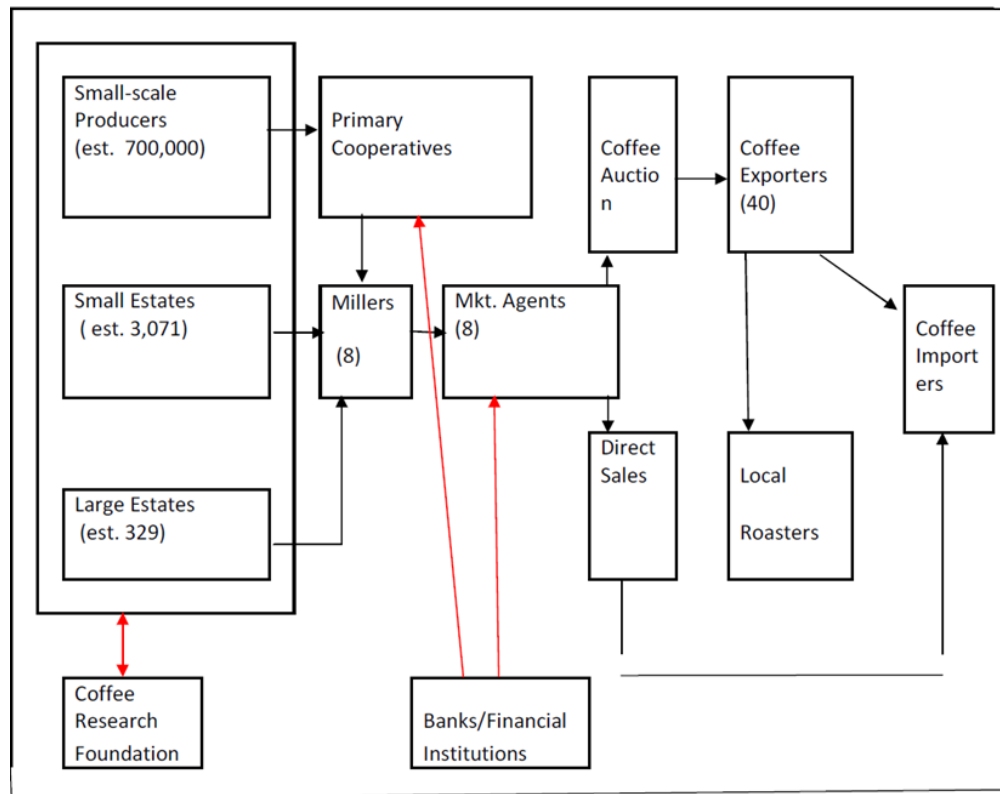 Small-scale
Producers
(est. 700,000)
Primary
Cooperatives
Coffee
Auctio
n
Coffee
Exporters
(40)
Small Estates
( est. 3,071)
Millers
(8)
Mkt. Agents
(8)
Coffee
Import
ers
Large Estates
(est. 329)
Direct
Sales
Local
Roasters
Coffee
Research
Foundation
Banks/Financial
Institutions